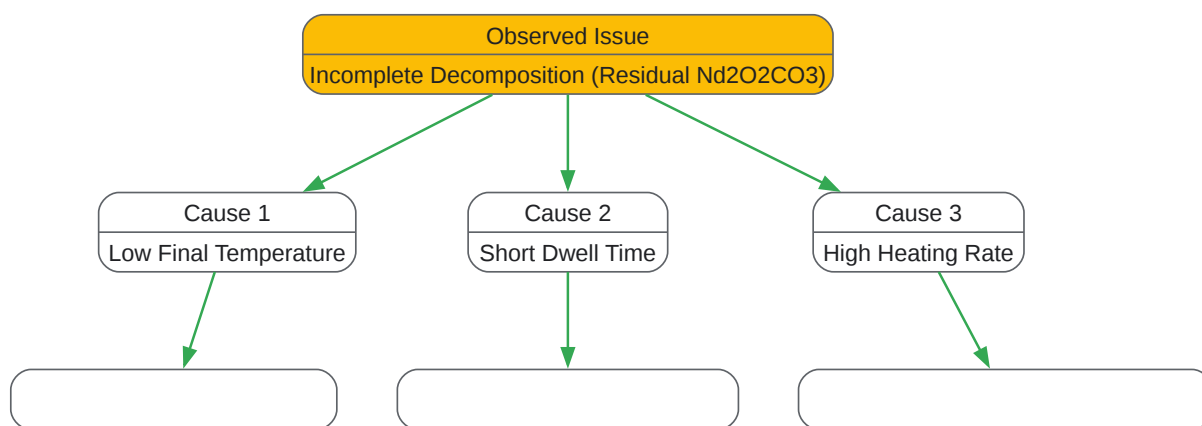 Observed Issue
Incomplete Decomposition (Residual Nd2O2CO3)
Cause 1
Low Final Temperature
Cause 2
Short Dwell Time
Cause 3
High Heating Rate